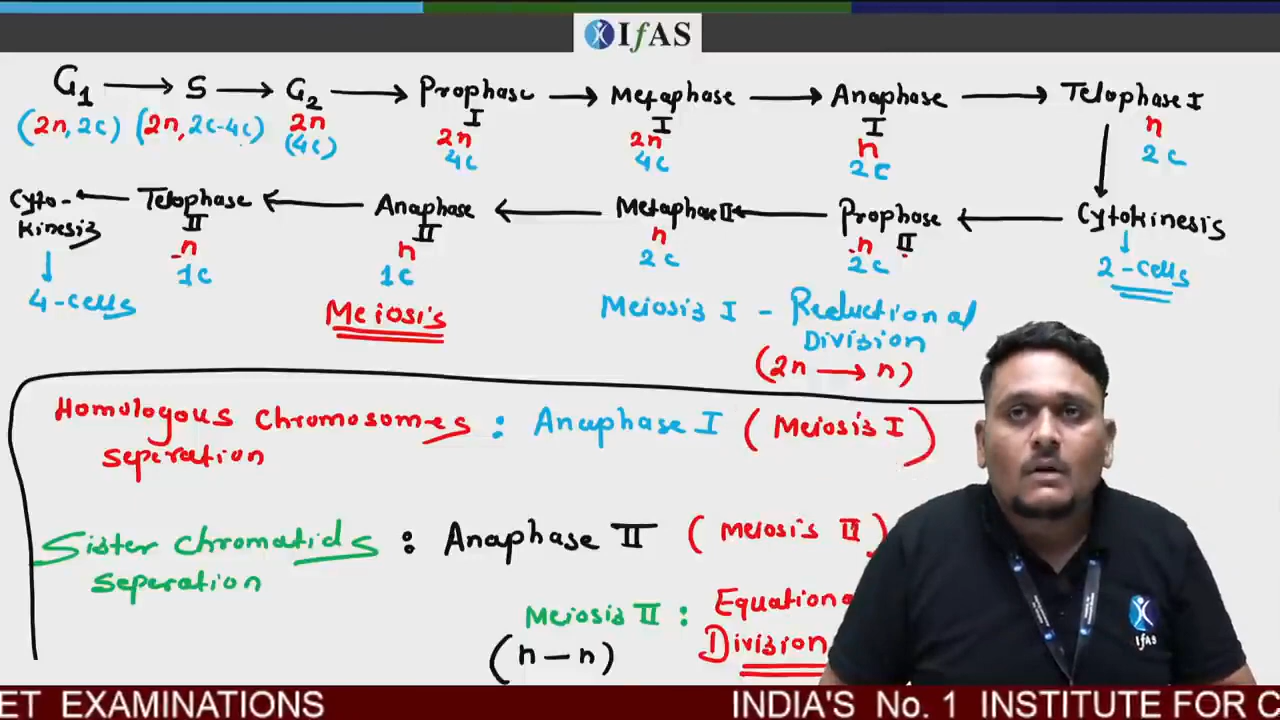 IfAS
G1 → S → G2 → Prophase I → Metaphase I → Anaphase I → Telophase I
(2n, 2c) (2n, 2c-4c) 2n (4c) 2n 4c 2n 4c n 2c n 2c
Cyto-kinesis ← Telophase II ← Anaphase II ← Metaphase II ← Prophase II ← Cytokinesis
4-cells n 1c n 1c n 2c n 2c 2-cells
Meiosis
Meiosis I - Reductional
Division
(2n → n)
Homologous chromosomes : Anaphase I (Meiosis I)
seperation
Sister chromatids : Anaphase II (Meiosis II)
seperation
Meiosis II : Equationa
Division
(n - n)
IfAS
ET EXAMINATIONS INDIA'S No. 1 INSTITUTE FOR C